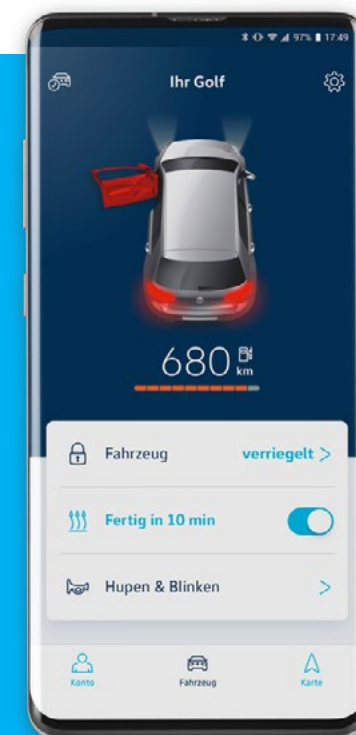 97% 17:49
Ihr Golf
680 km
Fahrzeug verriegelt >
Fertig in 10 min
Hupen & Blinken >
Konto Fahrzeug Karte